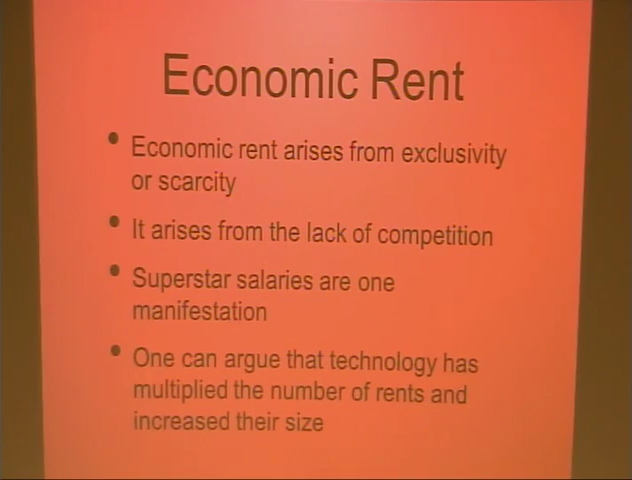 Economic Rent
• Economic rent arises from exclusivity
or scarcity
• It arises from the lack of competition
• Superstar salaries are one
manifestation
• One can argue that technology has
multiplied the number of rents and
increased their size